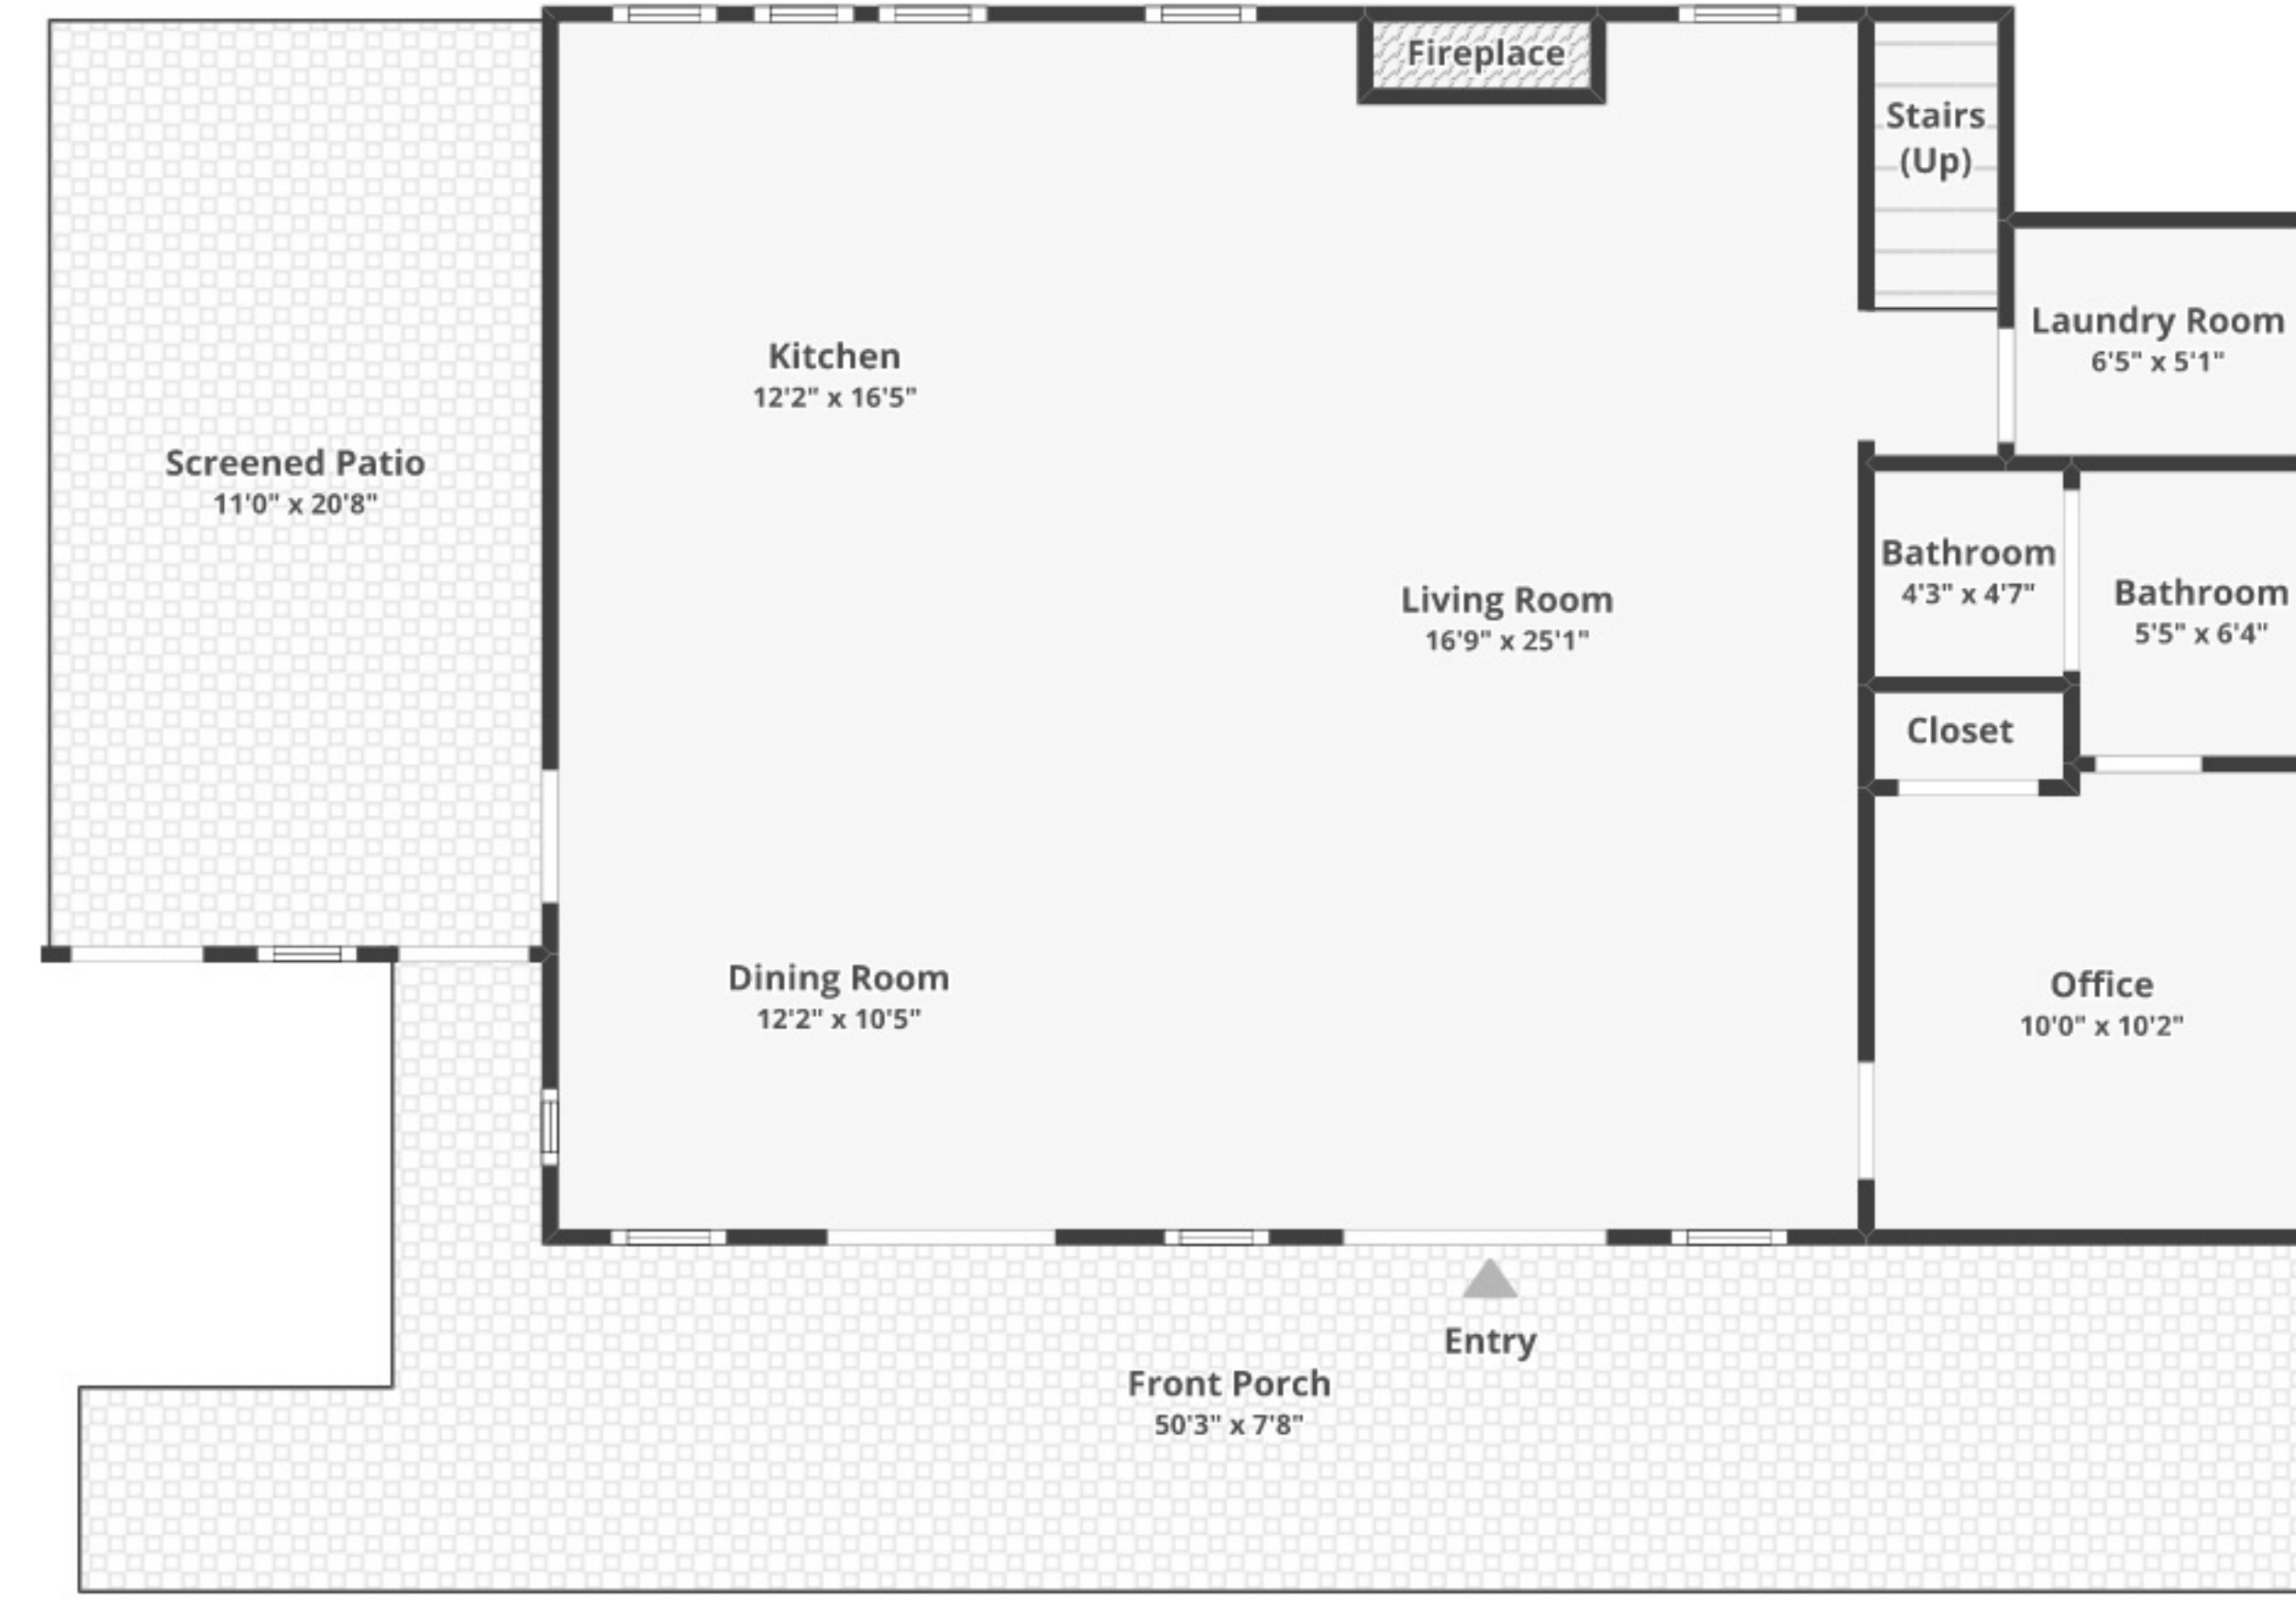 Fireplace
Stairs
(Up)
Laundry Room
6'5" x 5'1"
Kitchen
12'2" x 16'5"
Screened Patio
11'0" x 20'8"
Living Room
16'9" x 25'1"
Bathroom
4'3" x 4'7"
Bathroom
5'5" x 6'4"
Closet
Dining Room
12'2" x 10'5"
Office
10'0" x 10'2"
Entry
Front Porch
50'3" x 7'8"